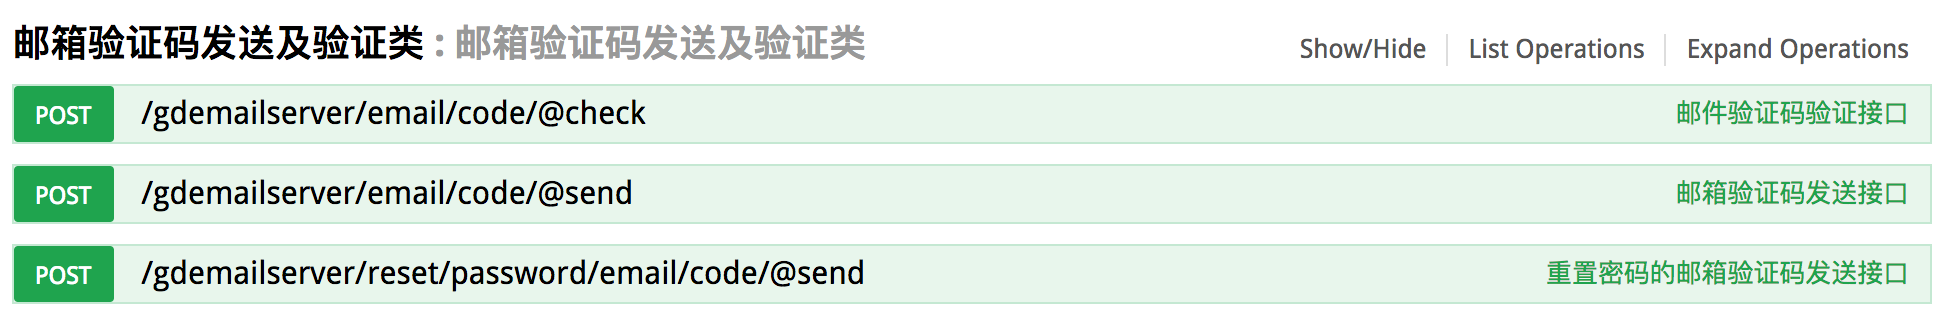 邮箱验证码发送及验证类 : 邮箱验证码发送及验证类
Show/Hide List Operations Expand Operations
POST /gdemailserver/email/code/@check 邮件验证码验证接口
POST /gdemailserver/email/code/@send 邮箱验证码发送接口
POST /gdemailserver/reset/password/email/code/@send 重置密码的邮箱验证码发送接口